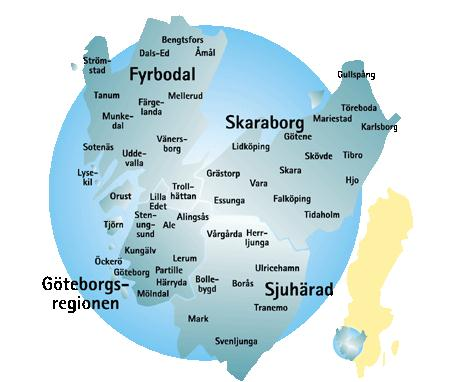 Bengtsfors
Dals-Ed
Åmål
Ström-
stad
Fyrbodal
Gullspång
Tanum
Färge-
landa
Mellerud
Töreboda
Mariestad
Karlsborg
Munke-
dal
Skaraborg
Götene
Sotenäs
Udde-
valla
Väners-
borg
Lidköping
Skövde
Tibro
Lyse-
kil
Grästorp
Skara
Vara
Hjo
Orust
Lilla
Edet
Troll-
hättan
Essunga
Falköping
Tidaholm
Tjörn
Sten-
ung-
sund
Ale
Alingsås
Vårgårda
Herr-
ljunga
Kungälv
Öckerö
Lerum
Göteborg
Partille
Härryda
Mölndal
Ulricehamn
Bolle-
bygd
Borås
Göteborgs-
regionen
Sjuhärad
Tranemo
Mark
Svenljunga